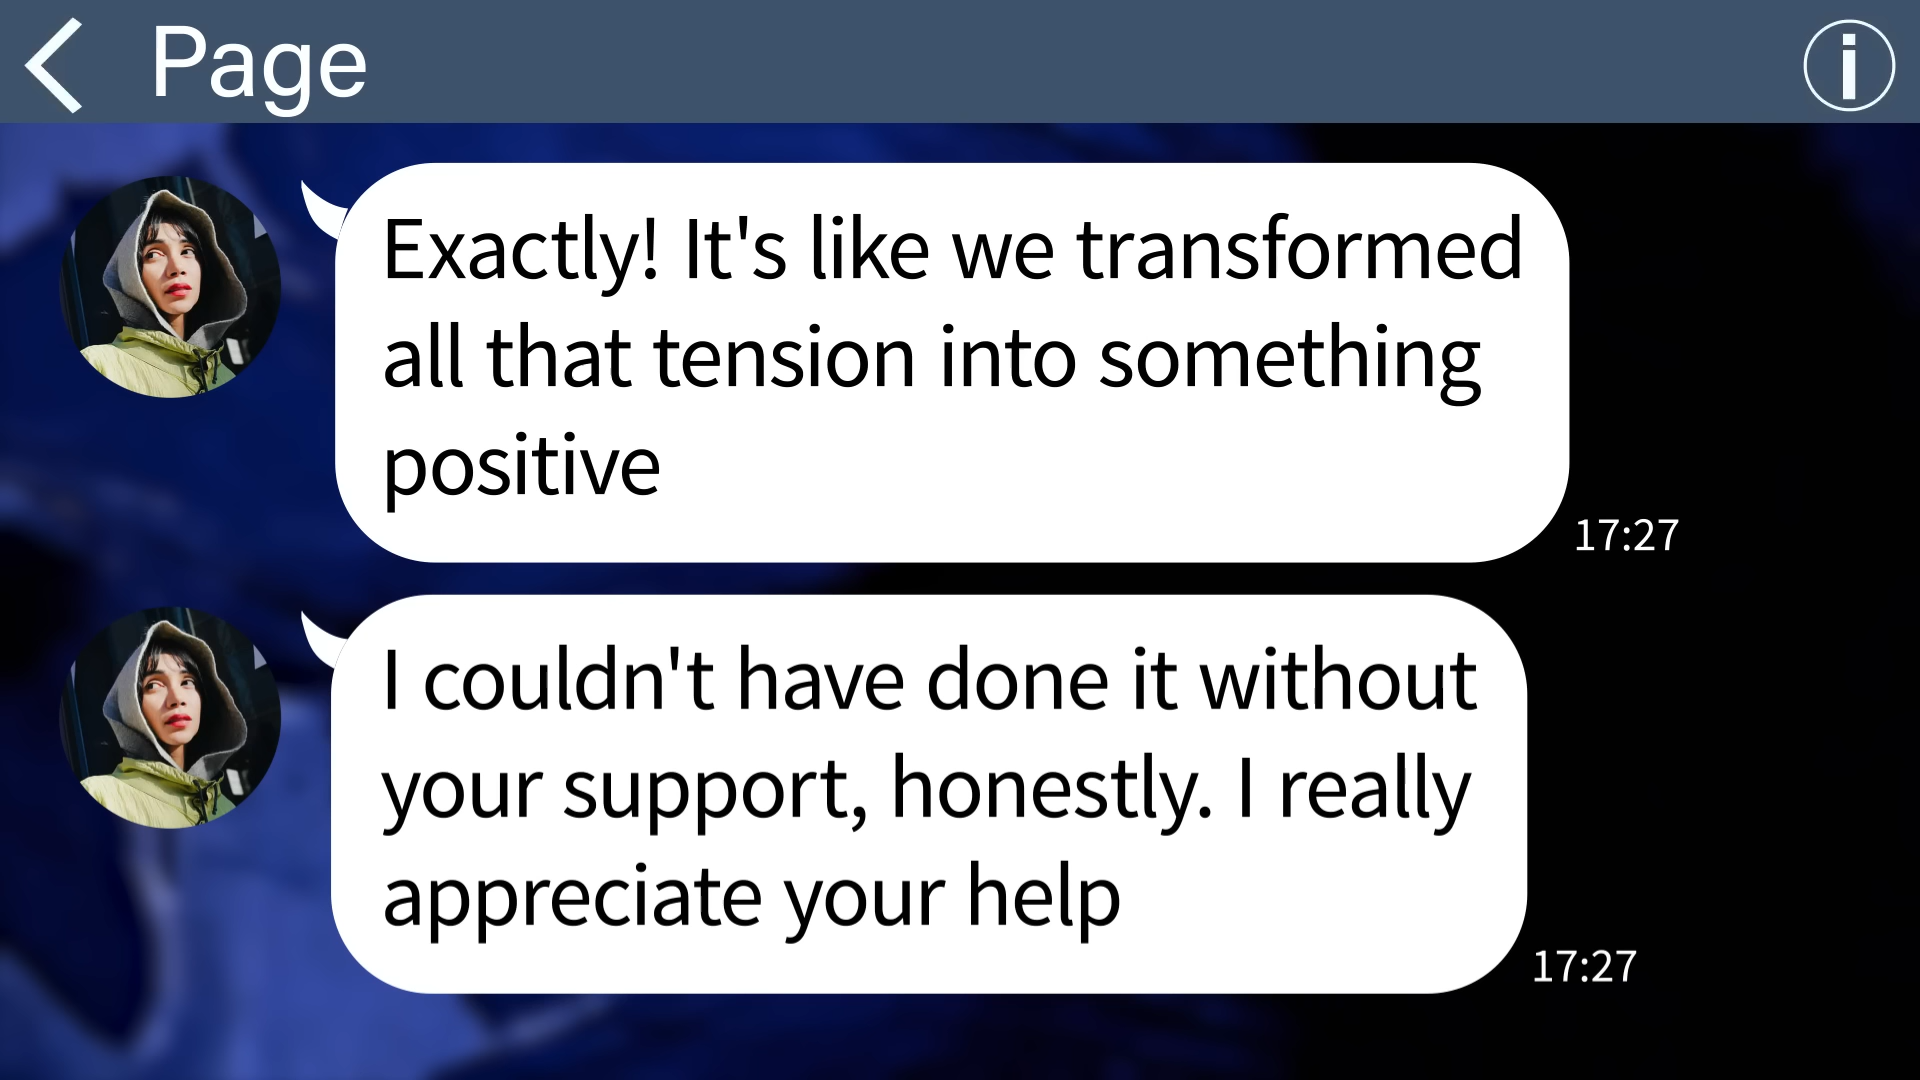 Page
Exactly! It's like we transformed
all that tension into something
positive
17:27
I couldn't have done it without
your support, honestly. I really
appreciate your help
17:27